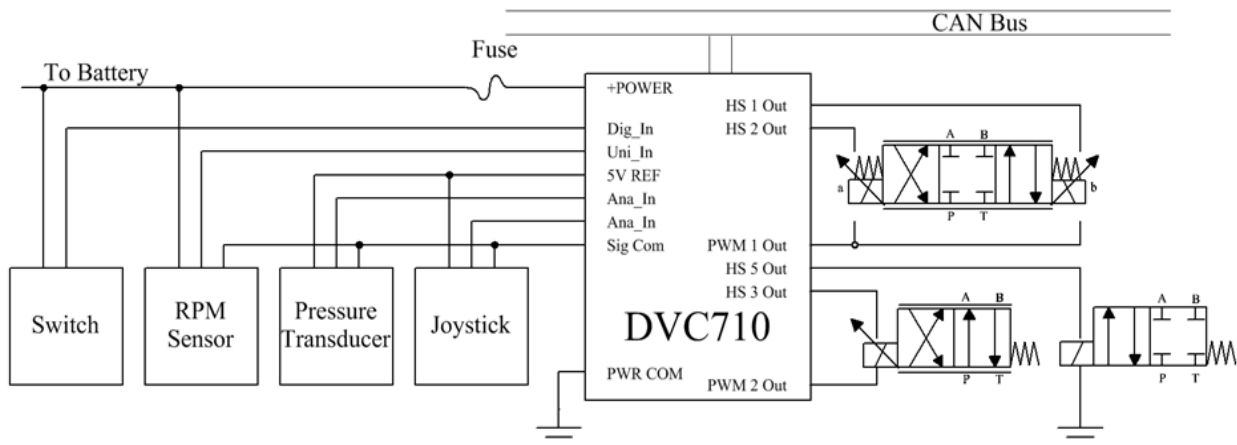 CAN Bus
Fuse
To Battery
+POWER
HS 1 Out
HS 2 Out
Dig_In
Uni_In
5V REF
Ana_In
Ana_In
Sig Com
PWM 1 Out
HS 5 Out
HS 3 Out
DVC710
PWR COM
PWM 2 Out
Switch
RPM
Sensor
Pressure
Transducer
Joystick
A B
a
b
P T
A B
P T
A B
P T